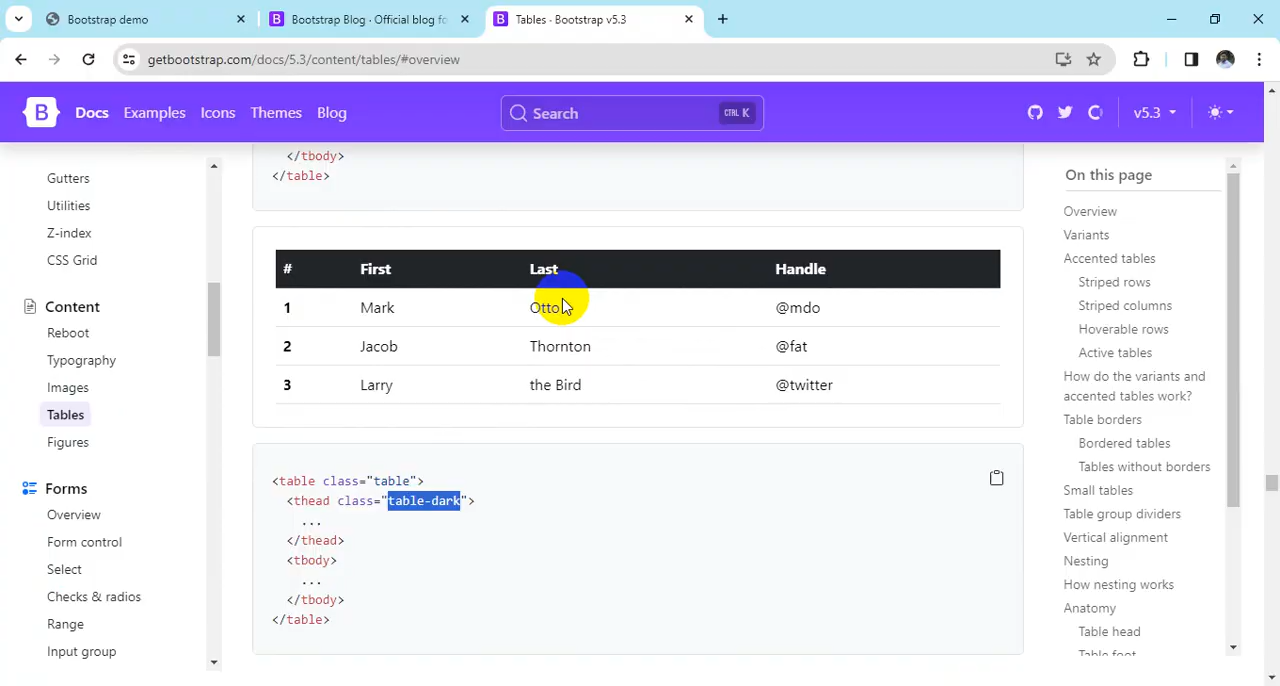 Bootstrap demo
Bootstrap Blog · Official blog fo
Tables · Bootstrap v5.3
getbootstrap.com/docs/5.3/content/tables/#overview
B Docs Examples Icons Themes Blog
Search CTRL K
v5.3
Gutters
Utilities
Z-index
CSS Grid
Content
Reboot
Typography
Images
Tables
Figures
Forms
Overview
Form control
Select
Checks & radios
Range
Input group
</tbody>
</table>
# First Last Handle
1 Mark Otto @mdo
2 Jacob Thornton @fat
3 Larry the Bird @twitter
<table class="table">
<thead class="table-dark">
...
</thead>
<tbody>
...
</tbody>
</table>
On this page
Overview
Variants
Accented tables
Striped rows
Striped columns
Hoverable rows
Active tables
How do the variants and
accented tables work?
Table borders
Bordered tables
Tables without borders
Small tables
Table group dividers
Vertical alignment
Nesting
How nesting works
Anatomy
Table head
Table foot